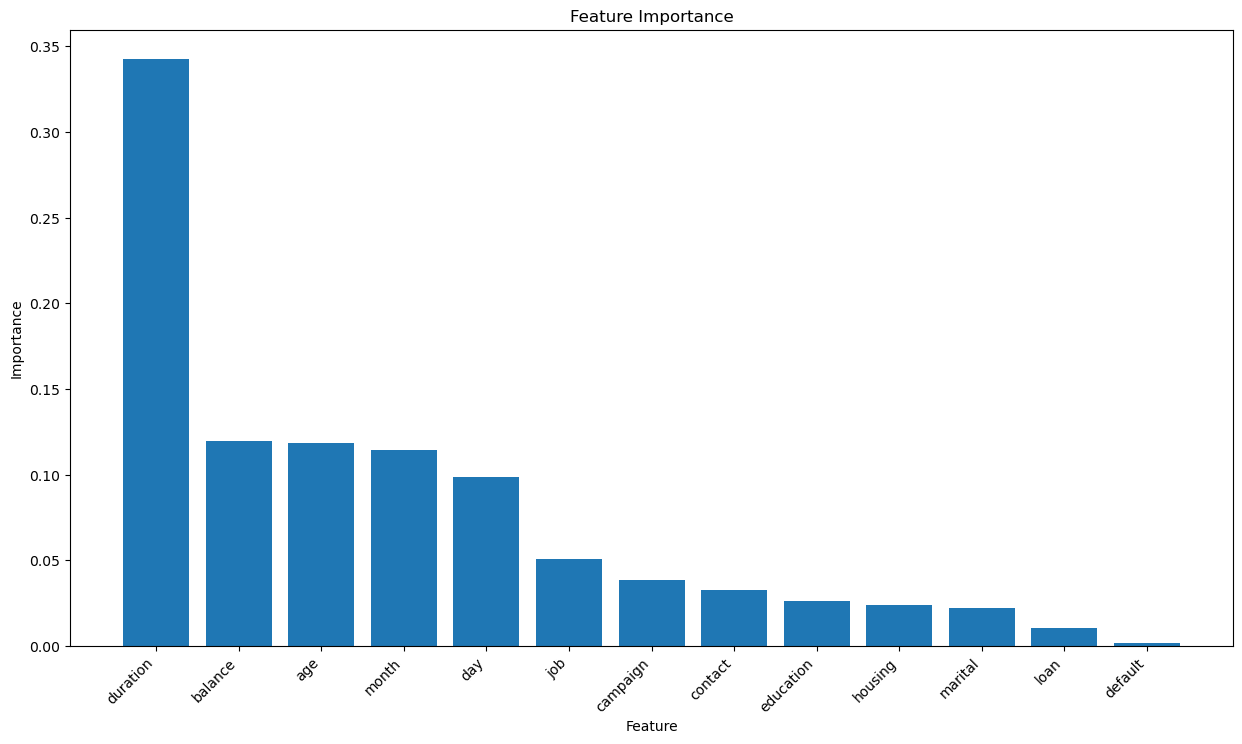 Feature Importance
Importance
0.35
0.30
0.25
0.20
0.15
0.10
0.05
0.00
duration
balance
age
month
day
job
campaign
contact
education
housing
marital
loan
default
Feature